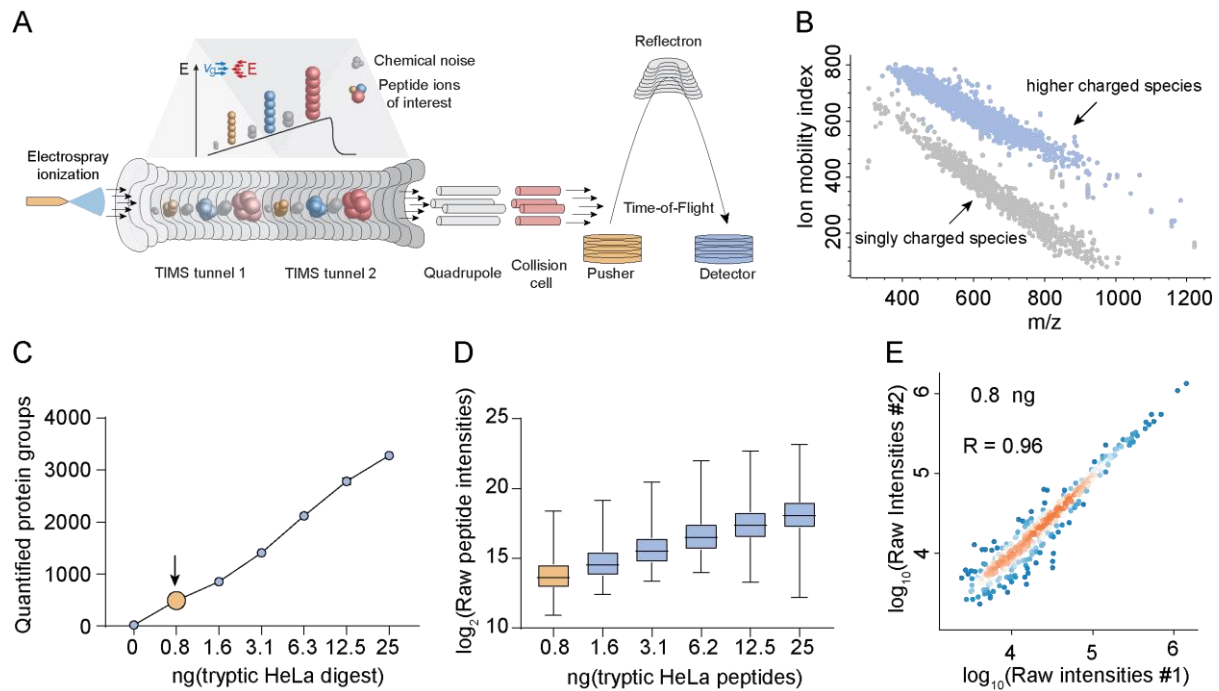 A
E
vg
E
Chemical noise
Peptide ions
of interest
Reflectron
Electrospray
ionization
Time-of-Flight
TIMS tunnel 1
TIMS tunnel 2
Quadrupole
Collision
cell
Pusher
Detector
B
Ion mobility index
800
600
400
200
higher charged species
singly charged species
400
600
800
1000
1200
m/z
C
Quantified protein groups
4000
3000
2000
1000
0
0
0.8
1.6
3.1
6.3
12.5
25
ng(tryptic HeLa digest)
D
log2(Raw peptide intensities)
25
20
15
10
0.8
1.6
3.1
6.2
12.5
25
ng(tryptic HeLa peptides)
E
log10(Raw Intensities #2)
6
5
4
0.8 ng
R = 0.96
4
5
6
log10(Raw intensities #1)